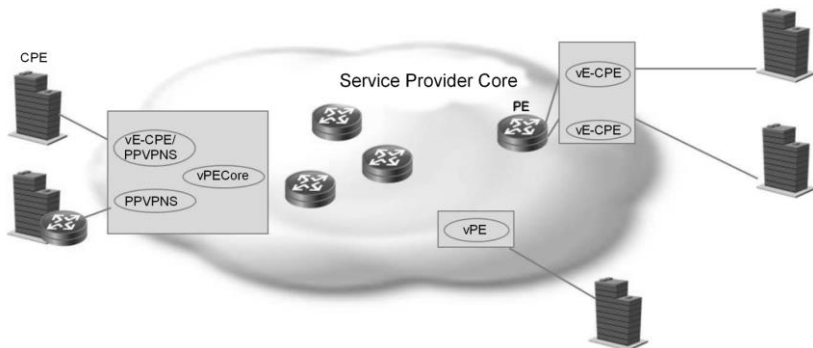 CPE
Service Provider Core
PE
vE-CPE
vE-CPE
vE-CPE/
PPVPNS
vPECore
PPVPNS
vPE